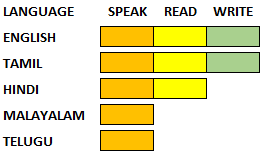 LANGUAGE SPEAK READ WRITE
ENGLISH
TAMIL
HINDI
MALAYALAM
TELUGU